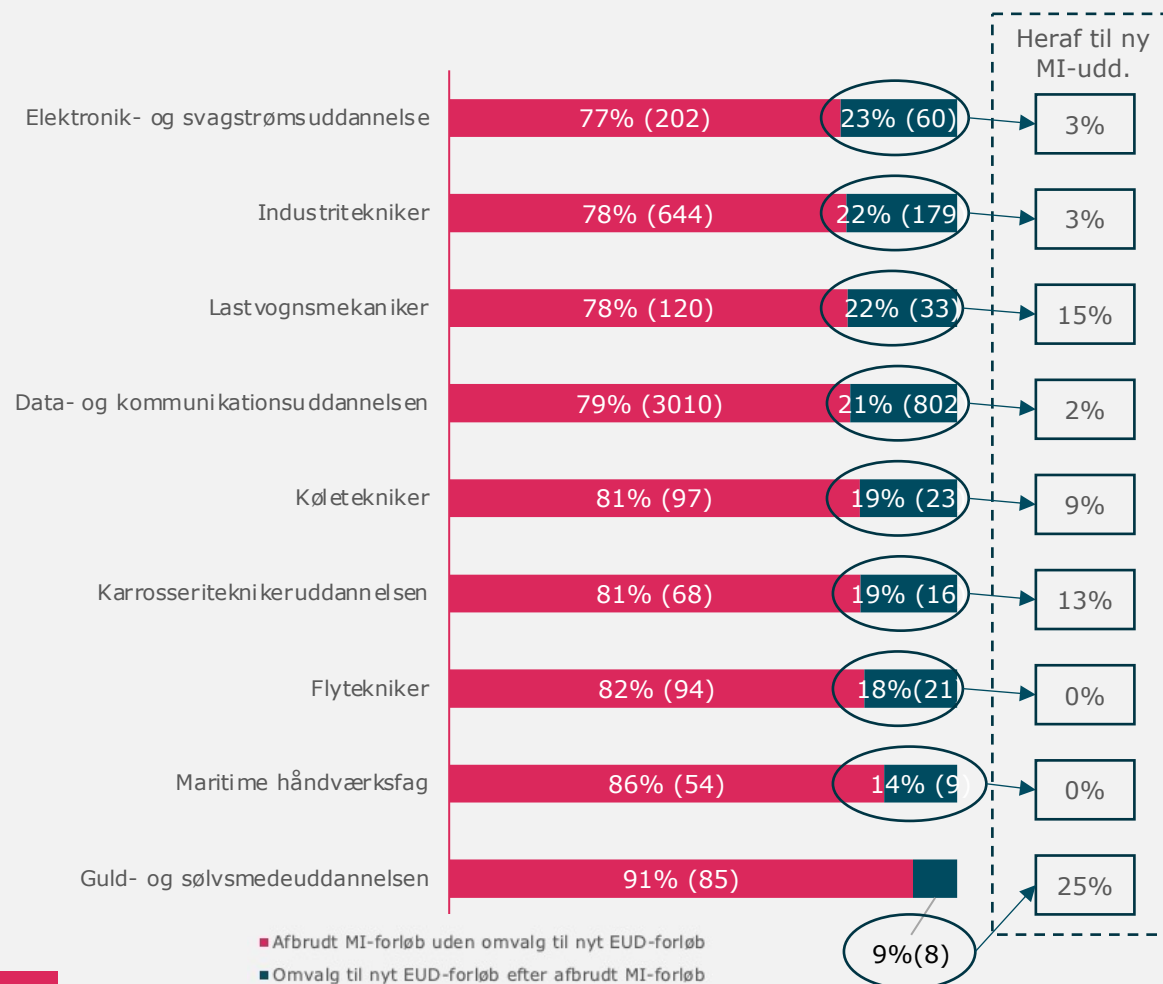 Heraf til ny
MI-udd.
Elektronik- og svagstrømsuddannelse 77% (202) 23% (60) 3%
Industritekniker 78% (644) 22% (179 3%
Lastvognsmekaniker 78% (120) 22% (33) 15%
Data- og kommunikationsuddannelsen 79% (3010) 21% (802 2%
Køletekniker 81% (97) 19% (23 9%
Karrosseriteknikeruddannelsen 81% (68) 19% (16 13%
Flytekniker 82% (94) 18%(21) 0%
Maritime håndværksfag 86% (54) 14% (9) 0%
Guld- og sølvsmedeuddannelsen 91% (85) 25%
9%(8)
Afbrudt MI-forløb uden omvalg til nyt EUD-forløb
Omvalg til nyt EUD-forløb efter afbrudt MI-forløb